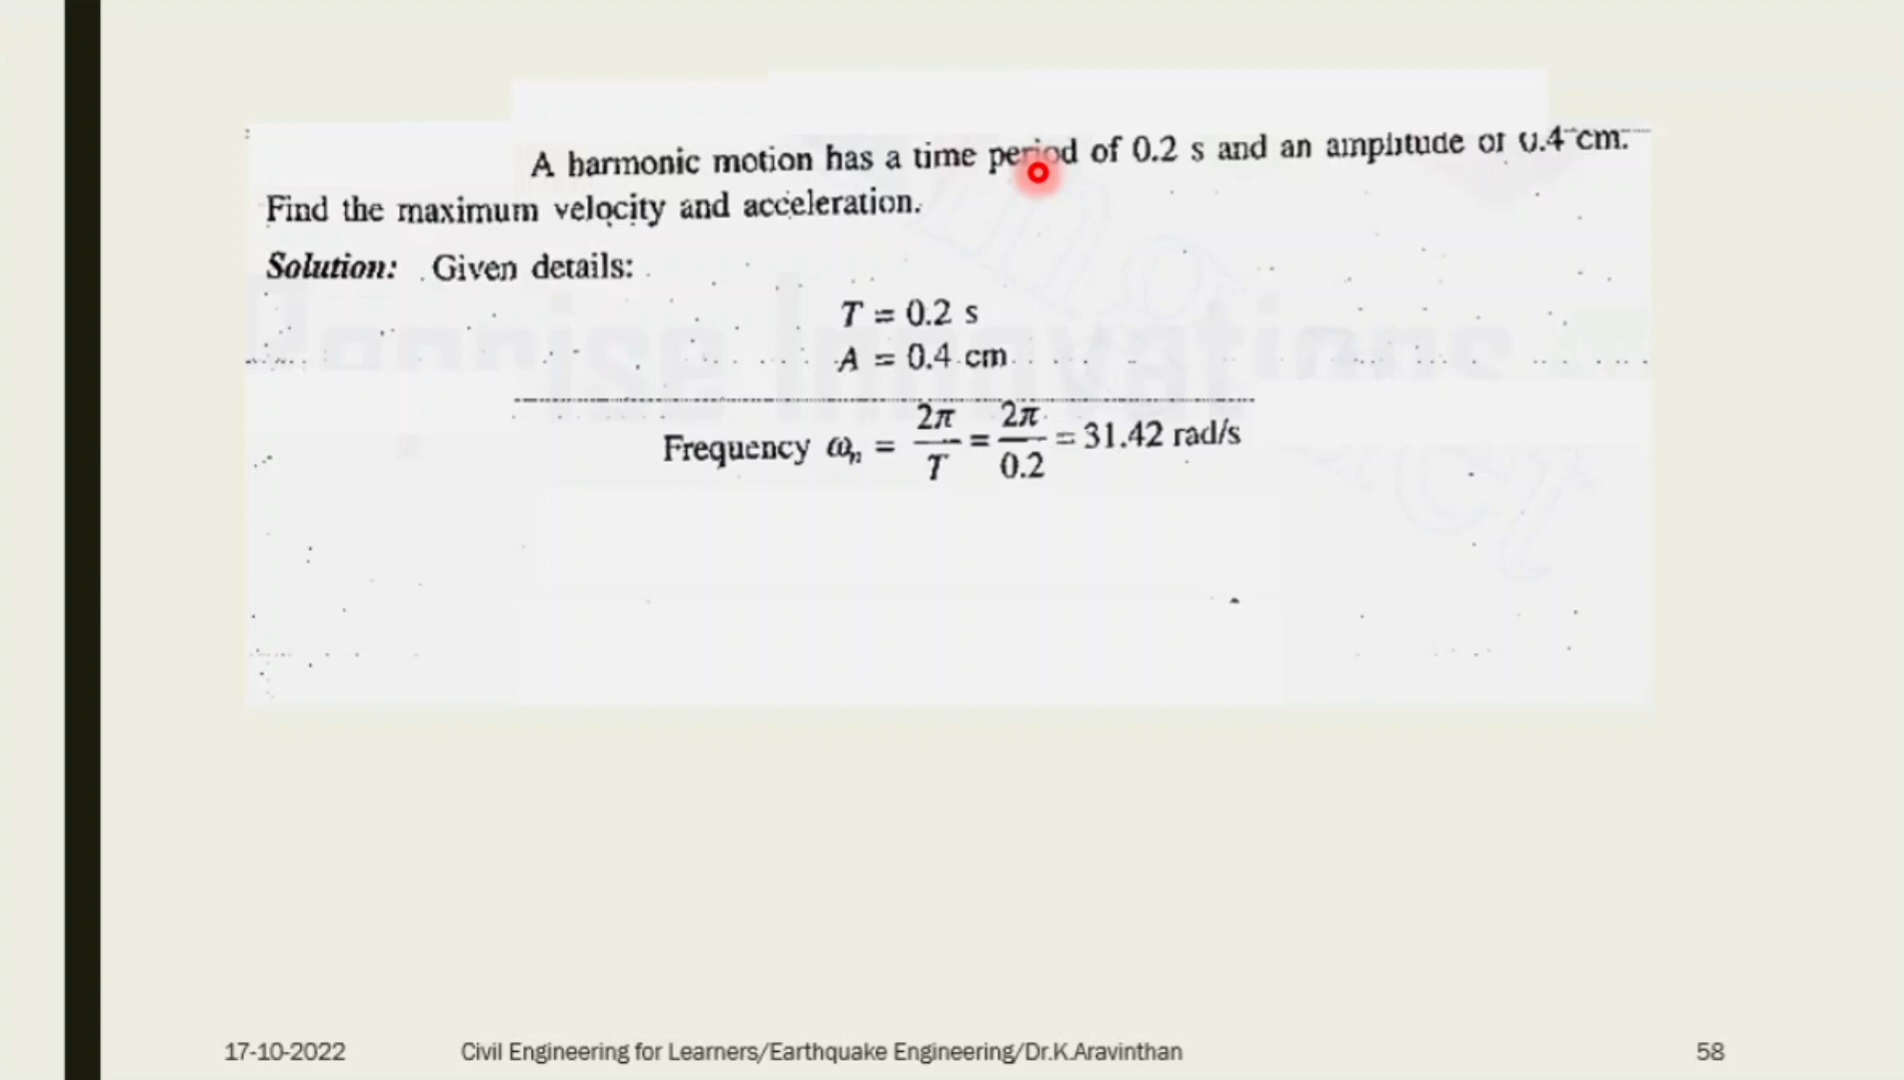 A harmonic motion has a time period of 0.2 s and an amplitude of 0.4 cm.
Find the maximum velocity and acceleration.
Solution: Given details:
T = 0.2 s
A = 0.4 cm
Frequency ωn = 2π/T = 2π/0.2 = 31.42 rad/s
17-10-2022 Civil Engineering for Learners/Earthquake Engineering/Dr.K.Aravinthan 58